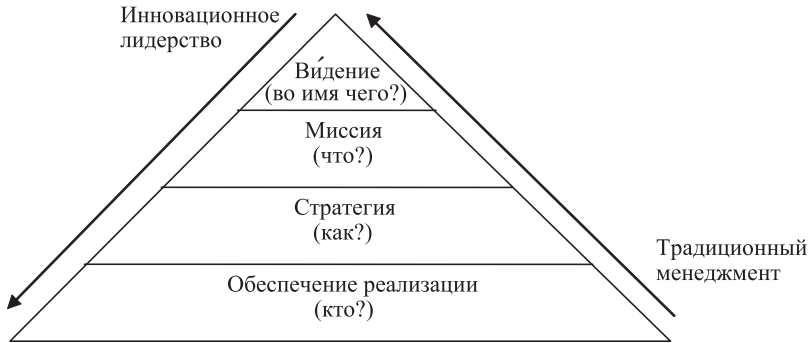 Инновационное
лидерство
Ви́дение
(во имя чего?)
Миссия
(что?)
Стратегия
(как?)
Традиционный
менеджмент
Обеспечение реализации
(кто?)